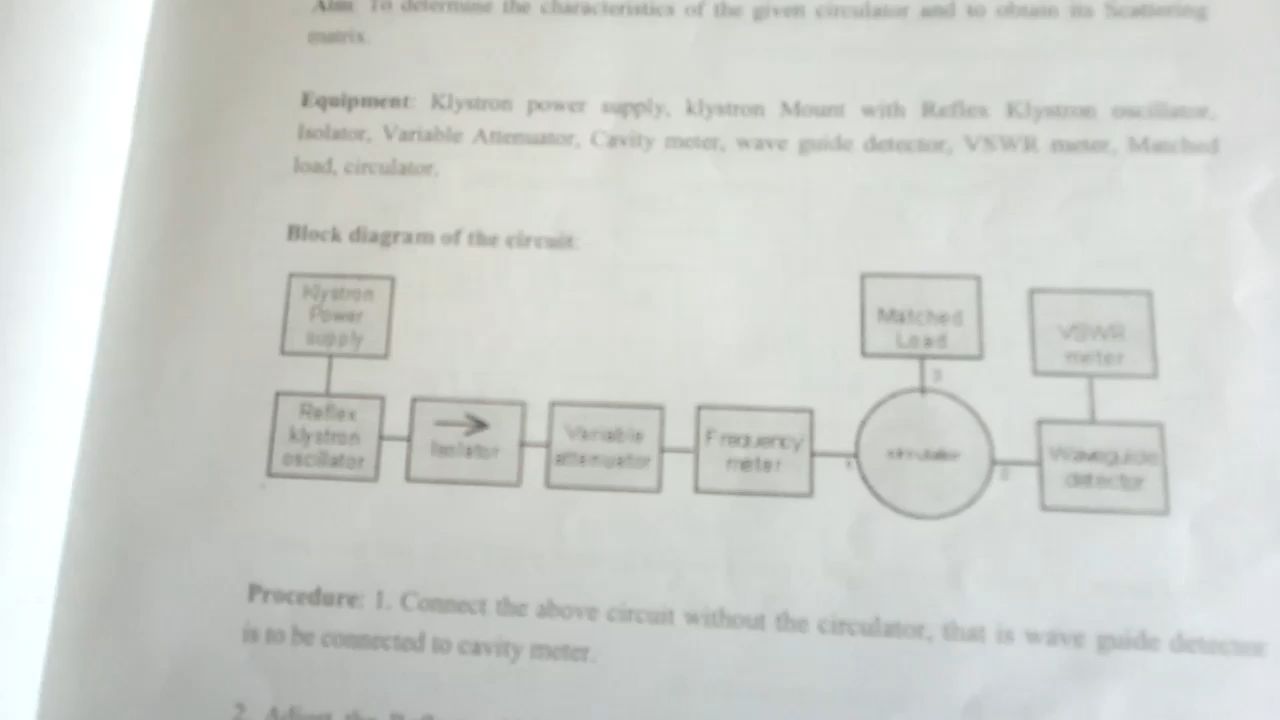 Aim: To determine the characteristics of the given circulator and to obtain its Scattering
matrix.
Equipment: Klystron power supply, klystron Mount with Reflex Klystron oscillator,
Isolator, Variable Attenuator, Cavity meter, wave guide detector, VSWR meter, Matched
load, circulator,
Block diagram of the circuit:
Klystron
Power
supply
Matched
Load
VSWR
meter
3
Reflex
klystron
oscillator
Isolator
Variable
attenuator
Frequency
meter
1
circulator
2
Waveguide
detector
Procedure: 1. Connect the above circuit without the circulator, that is wave guide detector
is to be connected to cavity meter.
2. Adjust the